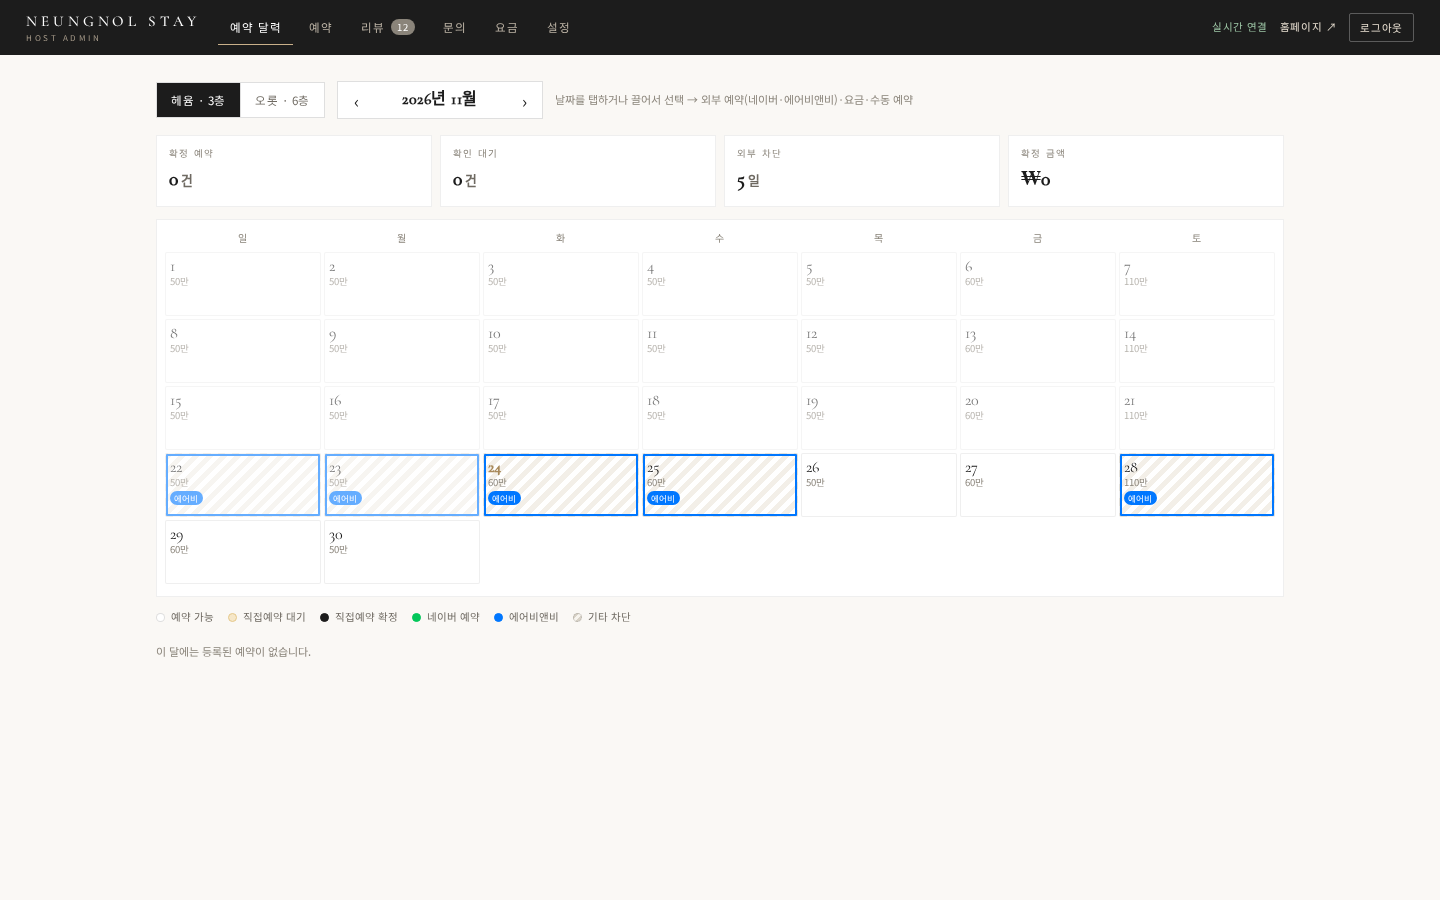 NEUNGNOL STAY
HOST ADMIN
예약 달력
예약
리뷰 12
문의
요금
설정
실시간 연결
홈페이지 ↗
로그아웃
헤윰 · 3층
오롯 · 6층
‹ 2026년 11월 ›
날짜를 탭하거나 끌어서 선택 → 외부 예약(네이버·에어비앤비)·요금·수동 예약
확정 예약
0건
확인 대기
0건
외부 차단
5일
확정 금액
₩0
일 월 화 수 목 금 토
1 2 3 4 5 6 7
50만 50만 50만 50만 50만 60만 110만
8 9 10 11 12 13 14
50만 50만 50만 50만 50만 60만 110만
15 16 17 18 19 20 21
50만 50만 50만 50만 50만 60만 110만
22 23 24 25 26 27 28
50만 50만 60만 60만 50만 60만 110만
에어비 에어비 에어비 에어비 에어비
29 30
60만 50만
예약 가능 직접예약 대기 직접예약 확정 네이버 예약 에어비앤비 기타 차단
이 달에는 등록된 예약이 없습니다.